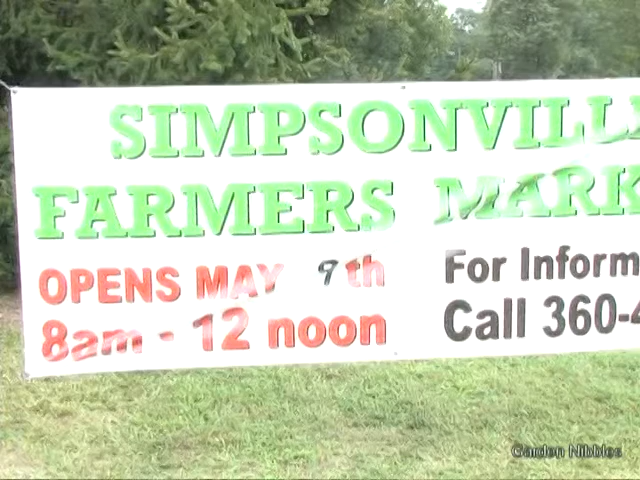 SIMPSONVILL
FARMERS MARK
OPENS MAY 9th
8am - 12 noon
For Inform
Call 360-4
Garden Nibbles